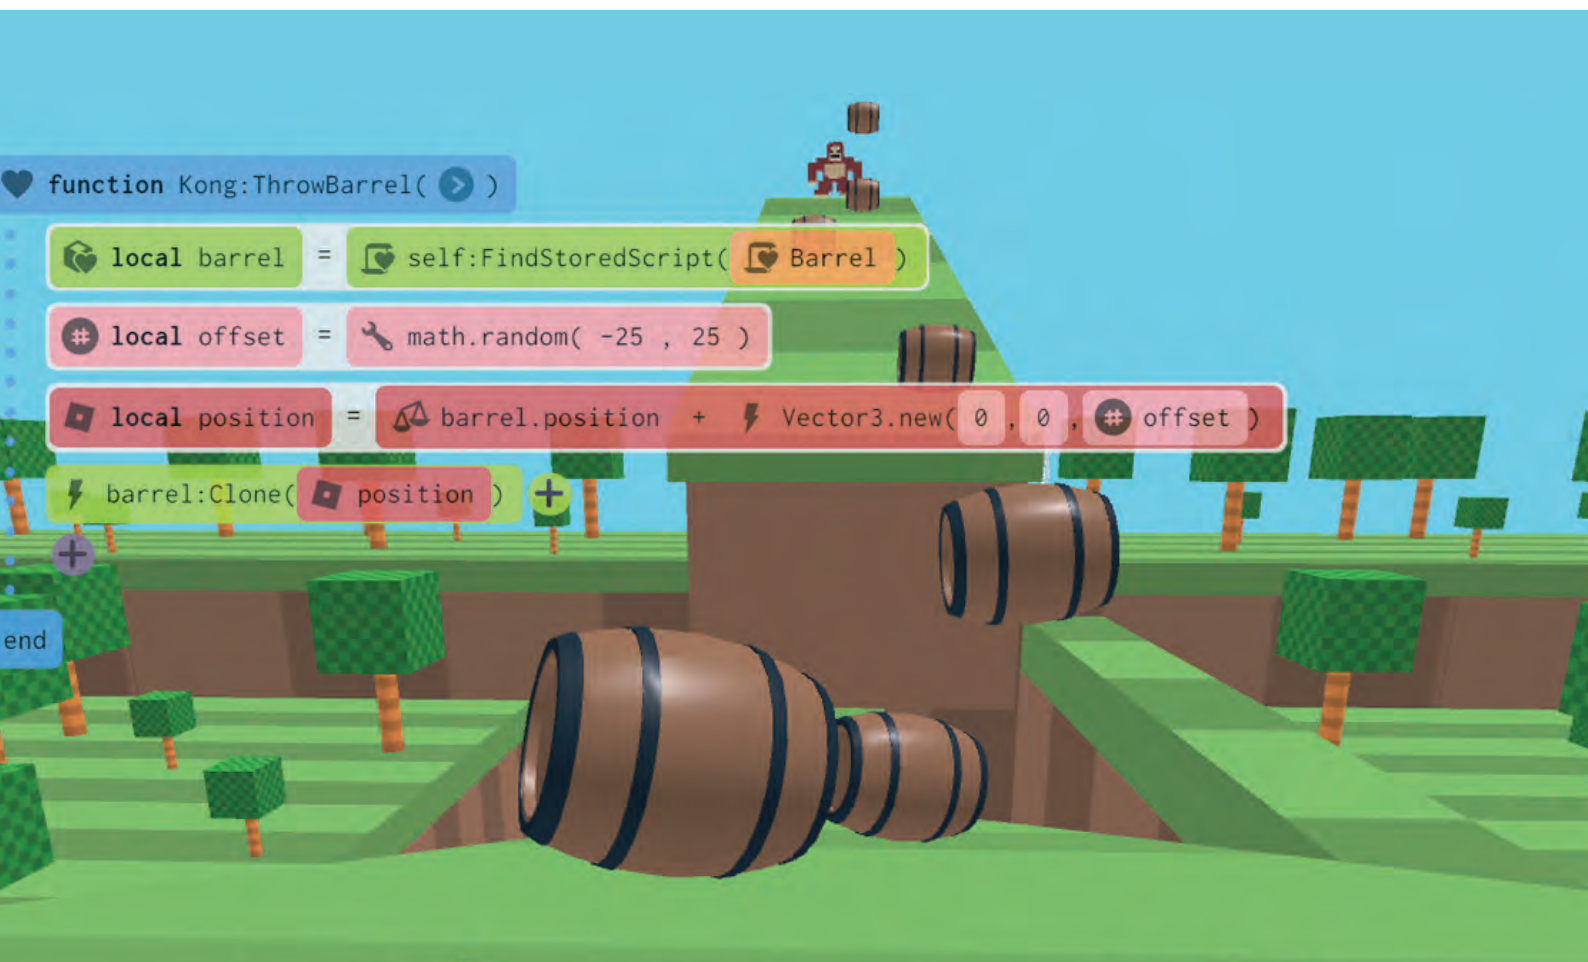 function Kong:ThrowBarrel( > )
local barrel = self:FindStoredScript( Barrel )
local offset = math.random( -25 , 25 )
local position = barrel.position + Vector3.new( 0 , 0 , # offset )
barrel:Clone( position ) +
+
end